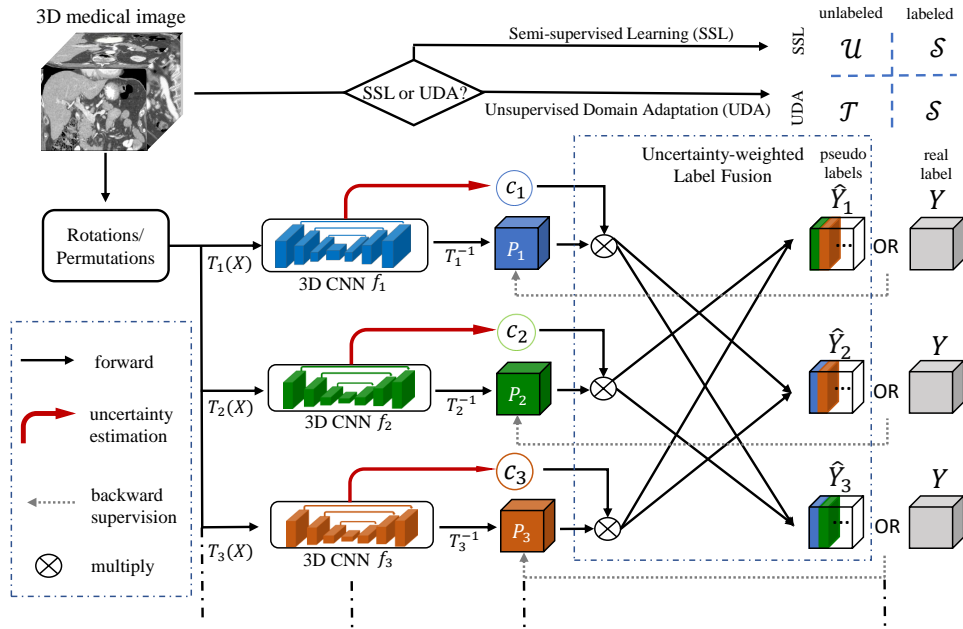 3D medical image
Semi-supervised Learning (SSL)
SSL or UDA?
Unsupervised Domain Adaptation (UDA)
unlabeled labeled
SSL 𝒰 𝒮
UDA 𝒯 𝒮
Uncertainty-weighted
Label Fusion
pseudo
labels
real
label
Rotations/
Permutations
T₁(X)
3D CNN f₁
c₁
T₁⁻¹
P₁
Ŷ₁
OR
Y
forward
uncertainty
estimation
backward
supervision
multiply
T₂(X)
3D CNN f₂
c₂
T₂⁻¹
P₂
Ŷ₂
OR
Y
T₃(X)
3D CNN f₃
c₃
T₃⁻¹
P₃
Ŷ₃
OR
Y